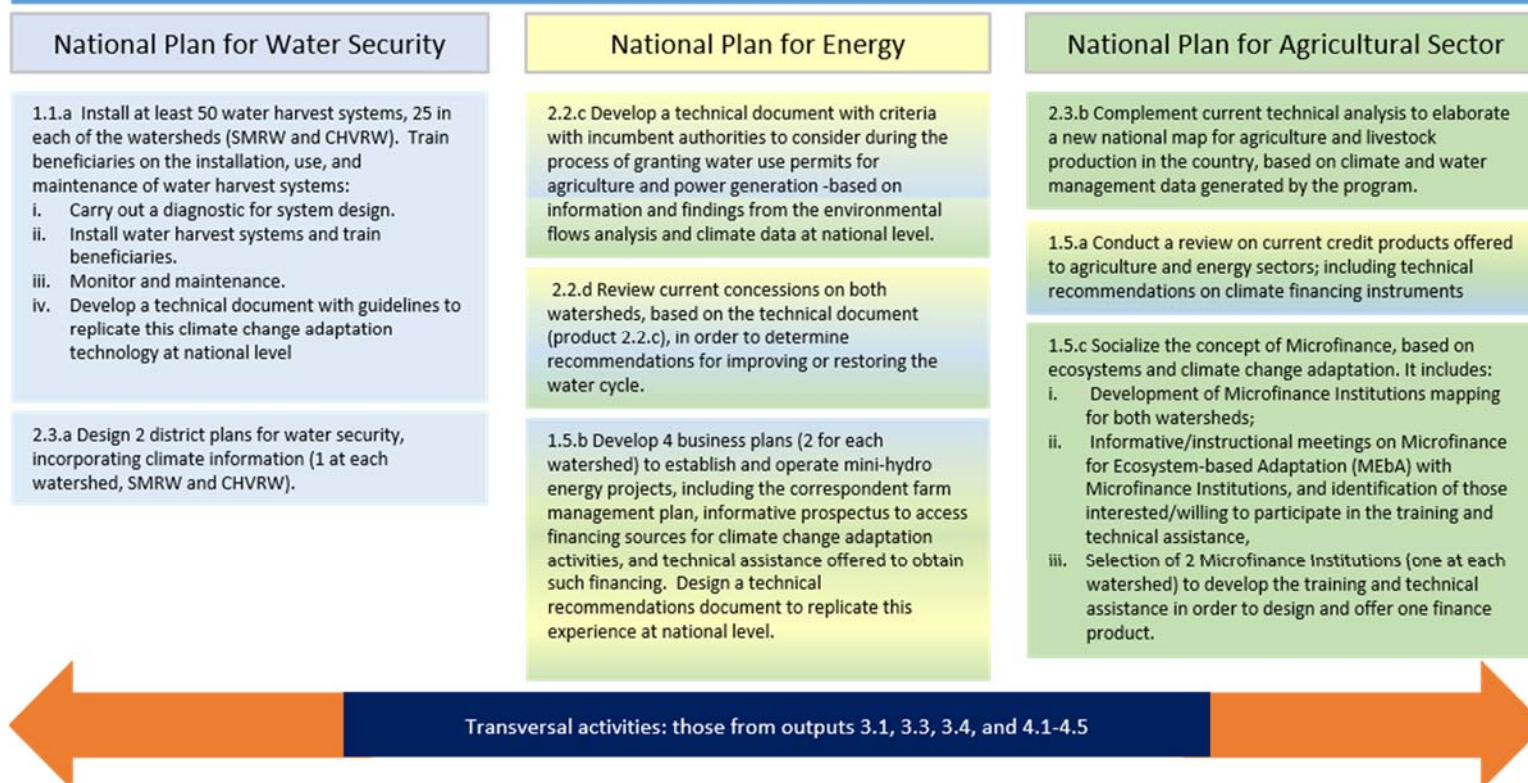 National Plan for Water Security
1.1.a Install at least 50 water harvest systems, 25 in
each of the watersheds (SMRW and CHVRW). Train
beneficiaries on the installation, use, and
maintenance of water harvest systems:
i. Carry out a diagnostic for system design.
ii. Install water harvest systems and train
beneficiaries.
iii. Monitor and maintenance.
iv. Develop a technical document with guidelines to
replicate this climate change adaptation
technology at national level
2.3.a Design 2 district plans for water security,
incorporating climate information (1 at each
watershed, SMRW and CHVRW).
National Plan for Energy
2.2.c Develop a technical document with criteria
with incumbent authorities to consider during the
process of granting water use permits for
agriculture and power generation -based on
information and findings from the environmental
flows analysis and climate data at national level.
2.2.d Review current concessions on both
watersheds, based on the technical document
(product 2.2.c), in order to determine
recommendations for improving or restoring the
water cycle.
1.5.b Develop 4 business plans (2 for each
watershed) to establish and operate mini-hydro
energy projects, including the correspondent farm
management plan, informative prospectus to access
financing sources for climate change adaptation
activities, and technical assistance offered to obtain
such financing. Design a technical
recommendations document to replicate this
experience at national level.
National Plan for Agricultural Sector
2.3.b Complement current technical analysis to elaborate
a new national map for agriculture and livestock
production in the country, based on climate and water
management data generated by the program.
1.5.a Conduct a review on current credit products offered
to agriculture and energy sectors; including technical
recommendations on climate financing instruments
1.5.c Socialize the concept of Microfinance, based on
ecosystems and climate change adaptation. It includes:
i. Development of Microfinance Institutions mapping
for both watersheds;
ii. Informative/instructional meetings on Microfinance
for Ecosystem-based Adaptation (MEbA) with
Microfinance Institutions, and identification of those
interested/willing to participate in the training and
technical assistance,
iii. Selection of 2 Microfinance Institutions (one at each
watershed) to develop the training and technical
assistance in order to design and offer one finance
product.
Transversal activities: those from outputs 3.1, 3.3, 3.4, and 4.1-4.5